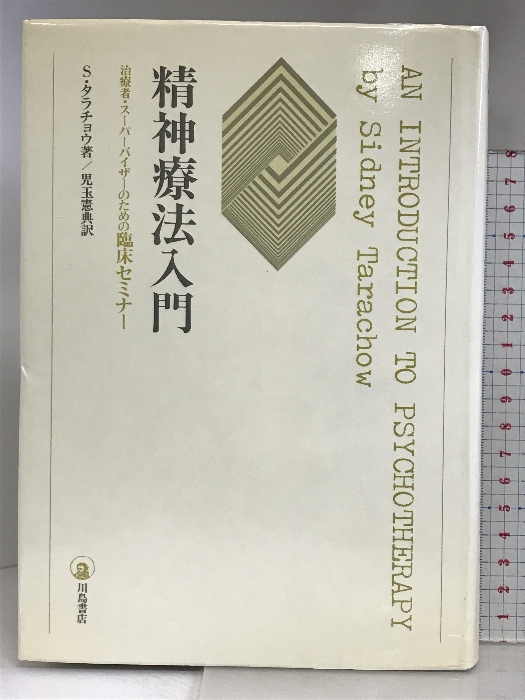 AN INTRODUCTION TO PSYCHOTHERAPY
by Sidney Tarachow
精神療法入門
治療者・スーパーバイザーのための臨床セミナー
S・タラチョウ著／児玉憲典訳
川島書店